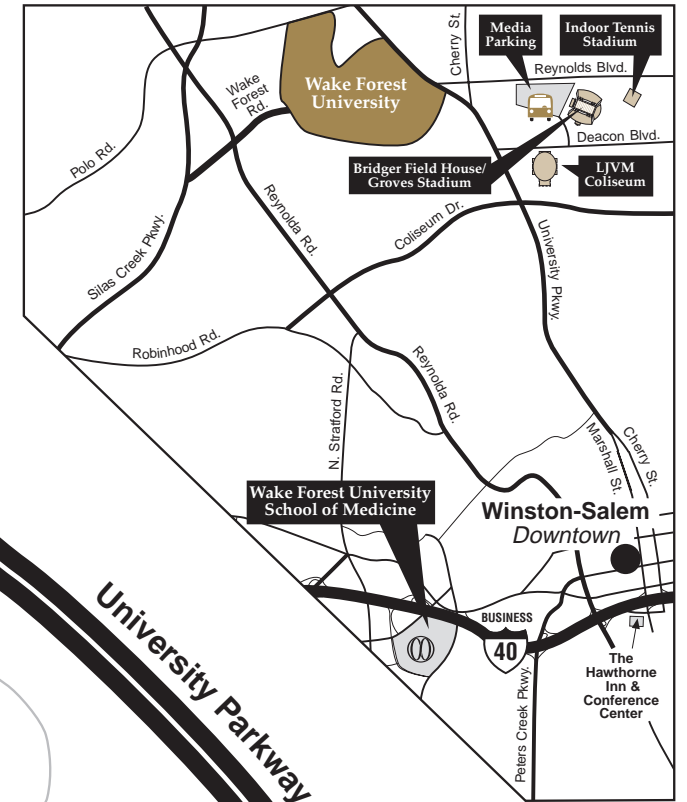 Media
Parking
Indoor Tennis
Stadium
Cherry St.
Reynolds Blvd.
Wake Forest
University
Wake
Forest
Rd.
Deacon Blvd.
Polo Rd.
Bridger Field House/
Groves Stadium
LJVM
Coliseum
Reynolda Rd.
Coliseum Dr.
University Pkwy.
Silas Creek Pkwy.
Robinhood Rd.
Reynolda Rd.
N. Stratford Rd.
Marshall St.
Cherry St.
Wake Forest University
School of Medicine
Winston-Salem
Downtown
University Parkway
BUSINESS
40
Peters Creek Pkwy.
The
Hawthorne
Inn &
Conference
Center